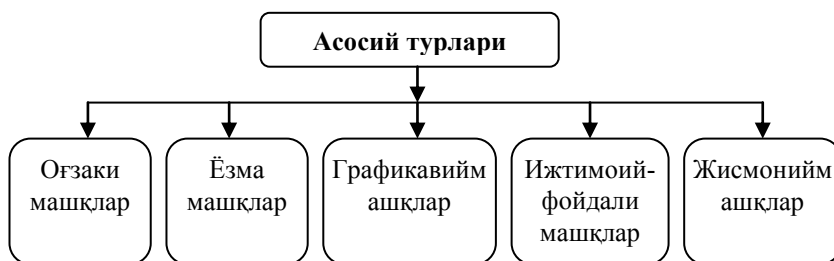 Асосий турлари
Оғзаки
машқлар
Ёзма
машқлар
Графикавийм
ашқлар
Ижтимоий-
фойдали
машқлар
Жисмонийм
ашқлар